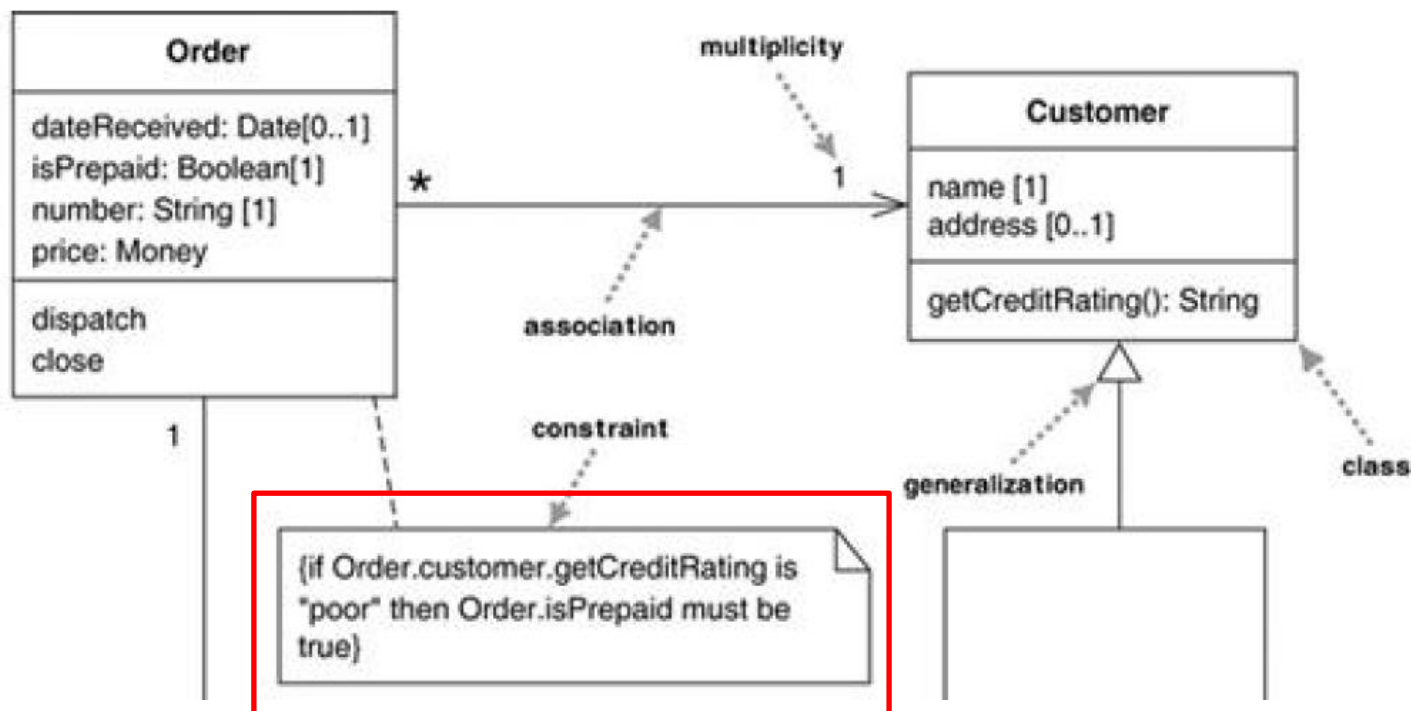 Order
dateReceived: Date[0..1]
isPrepaid: Boolean[1]
number: String [1]
price: Money
dispatch
close
*
1
multiplicity
1
association
Customer
name [1]
address [0..1]
getCreditRating(): String
constraint
generalization
class
{if Order.customer.getCreditRating is
"poor" then Order.isPrepaid must be
true}